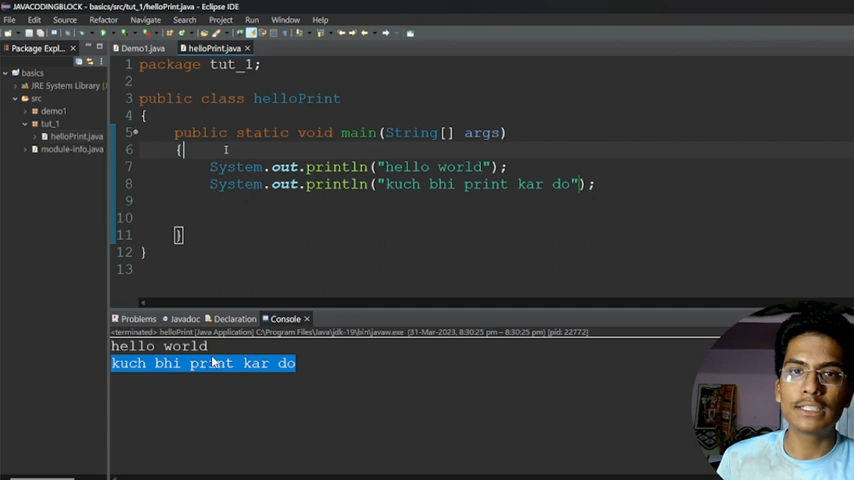 JAVACODINGBLOCK - basics/src/tut_1/helloPrint.java - Eclipse IDE
File Edit Source Refactor Navigate Search Project Run Window Help
Package Expl...
Demo1.java helloPrint.java
basics
JRE System Library [
src
demo1
tut_1
helloPrint.java
module-info.java
1 package tut_1;
2
3 public class helloPrint
4 {
5 public static void main(String[] args)
6 {
7 System.out.println("hello world");
8 System.out.println("kuch bhi print kar do");
9
10
11 }
12 }
13
Problems Javadoc Declaration Console
<terminated> helloPrint [Java Application] C:\Program Files\Java\jdk-19\bin\javaw.exe (31-Mar-2023, 8:30:25 pm – 8:30:25 pm) [pid: 22772]
hello world
kuch bhi print kar do